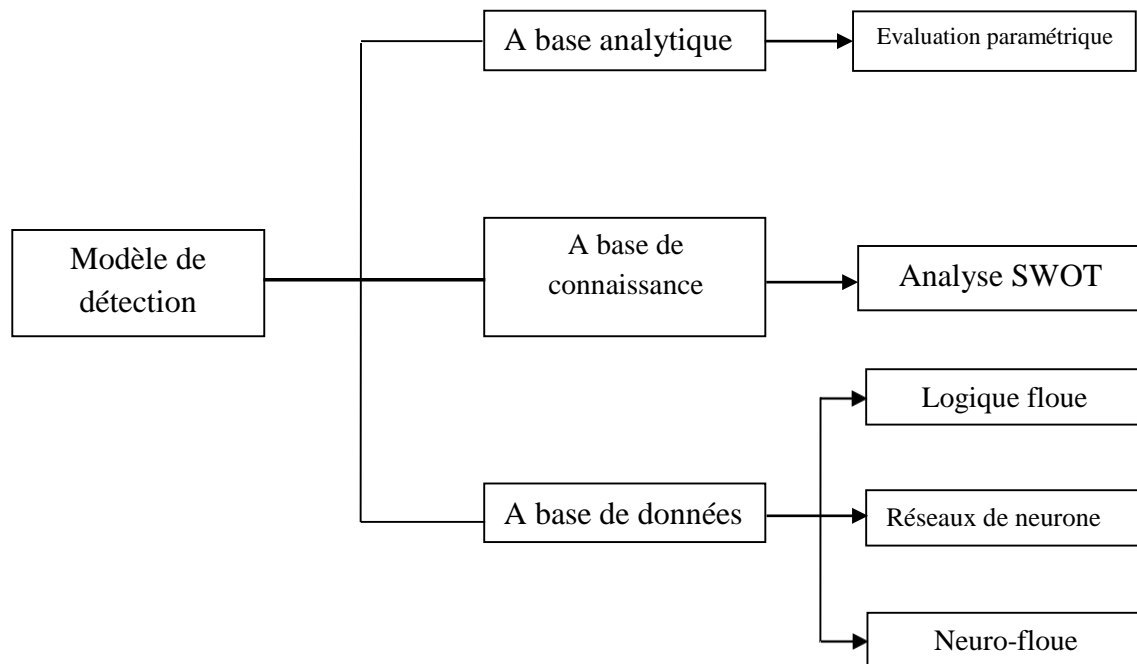 A base analytique
Evaluation paramétrique
Modèle de
détection
A base de
connaissance
Analyse SWOT
Logique floue
A base de données
Réseaux de neurone
Neuro-floue